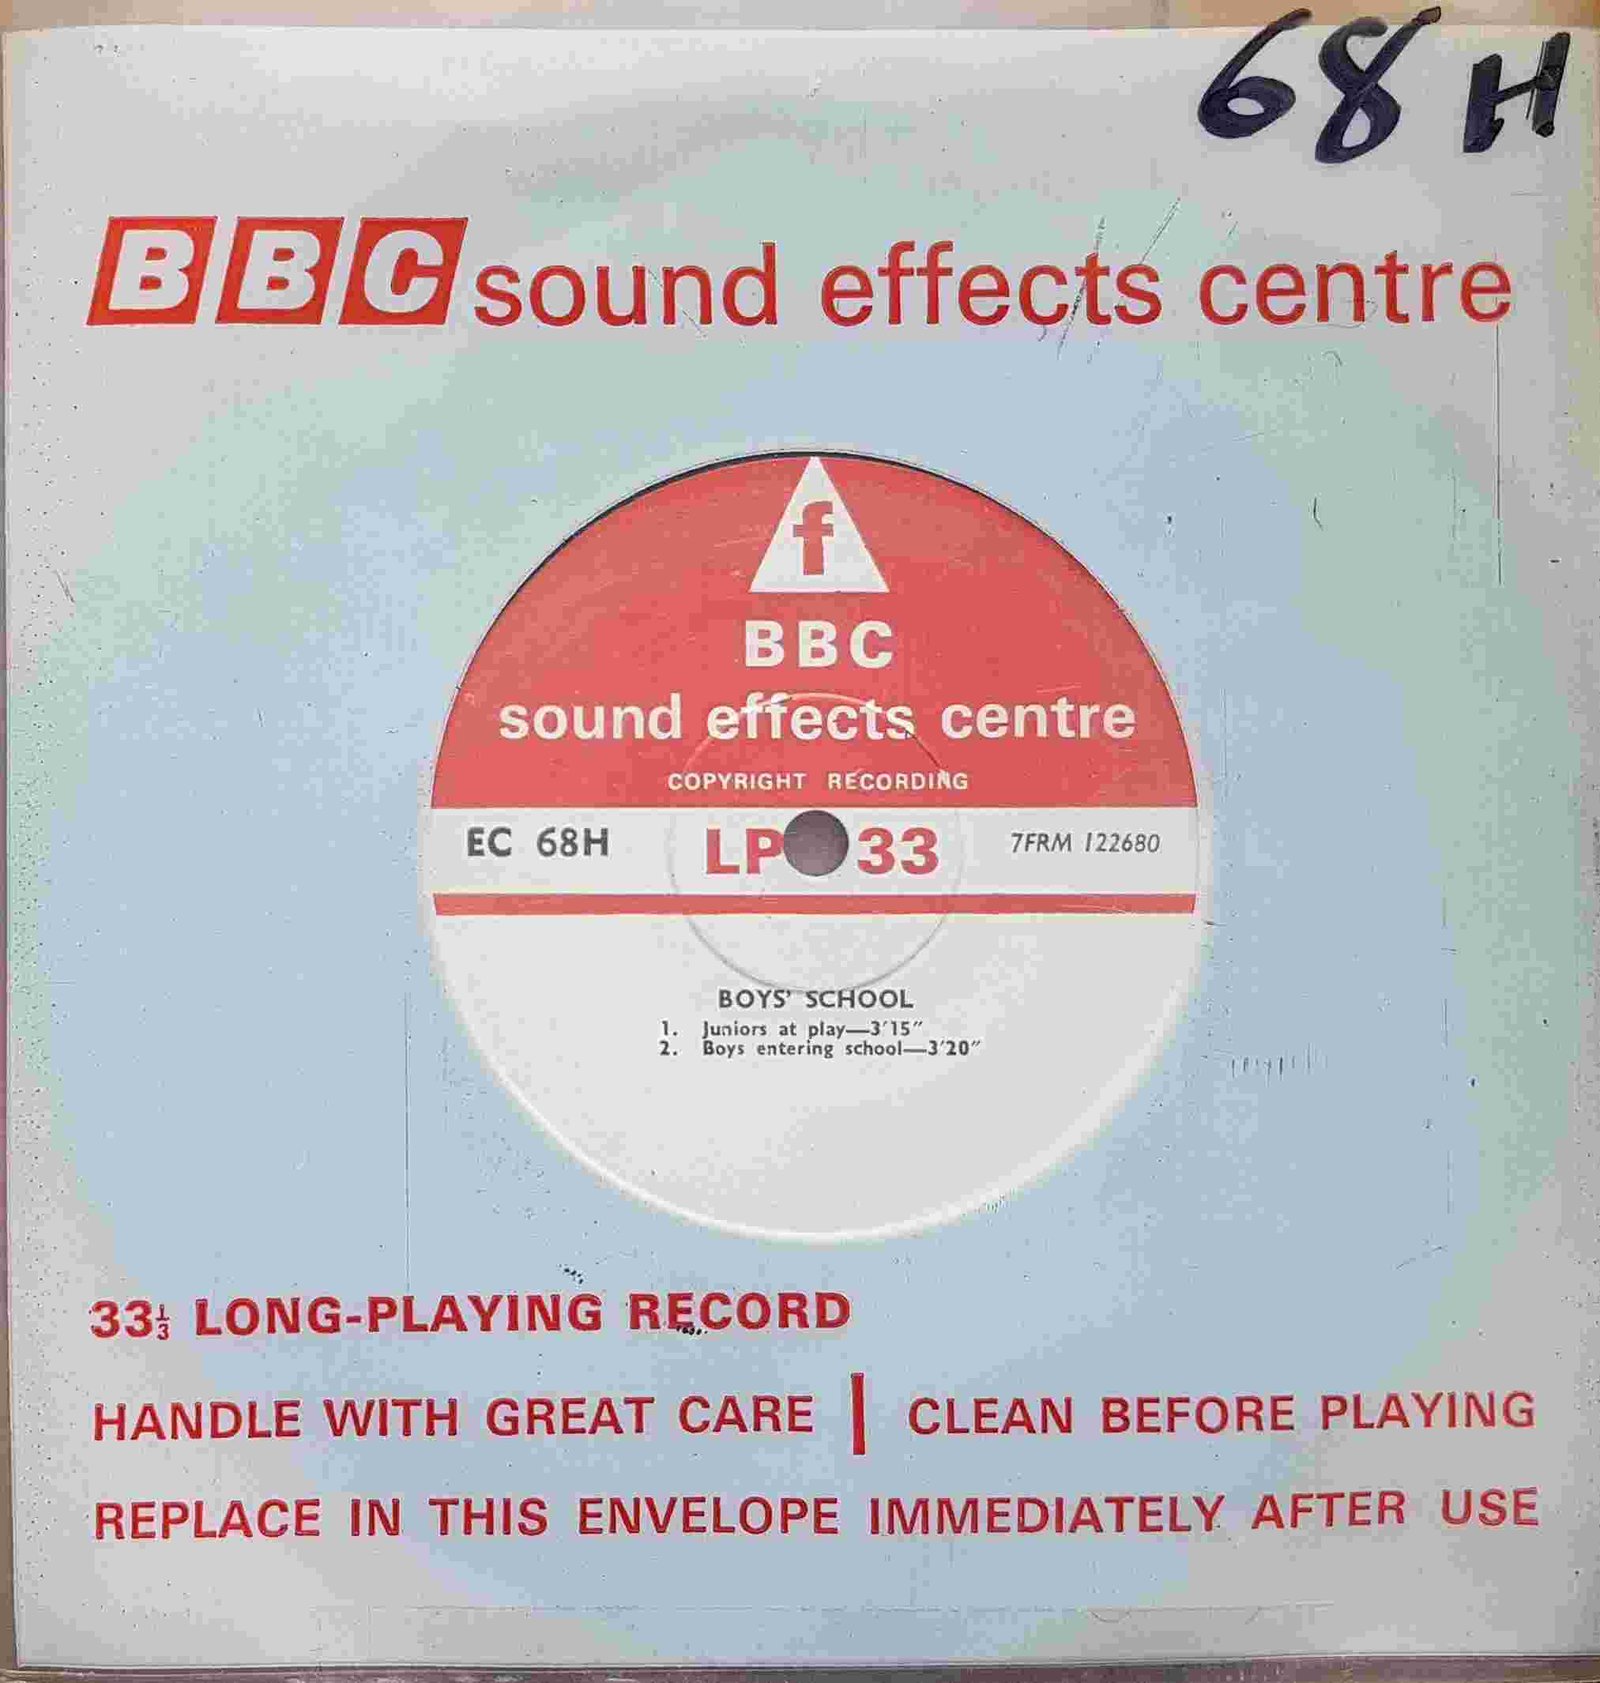 68 H
BBC sound effects centre
f
BBC
sound effects centre
COPYRIGHT RECORDING
EC 68H LP 33 7FRM 122680
BOYS' SCHOOL
1. Juniors at play—3'15"
2. Boys entering school—3'20"
33⅓ LONG-PLAYING RECORD
HANDLE WITH GREAT CARE | CLEAN BEFORE PLAYING
REPLACE IN THIS ENVELOPE IMMEDIATELY AFTER USE